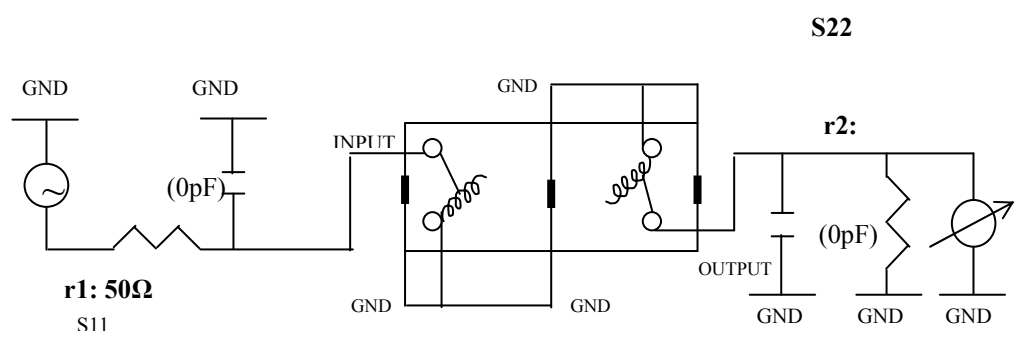 S22
GND
GND
GND
r2:
INPUT
(0pF)
(0pF)
OUTPUT
r1: 50Ω
GND
GND
GND
GND
GND
S11